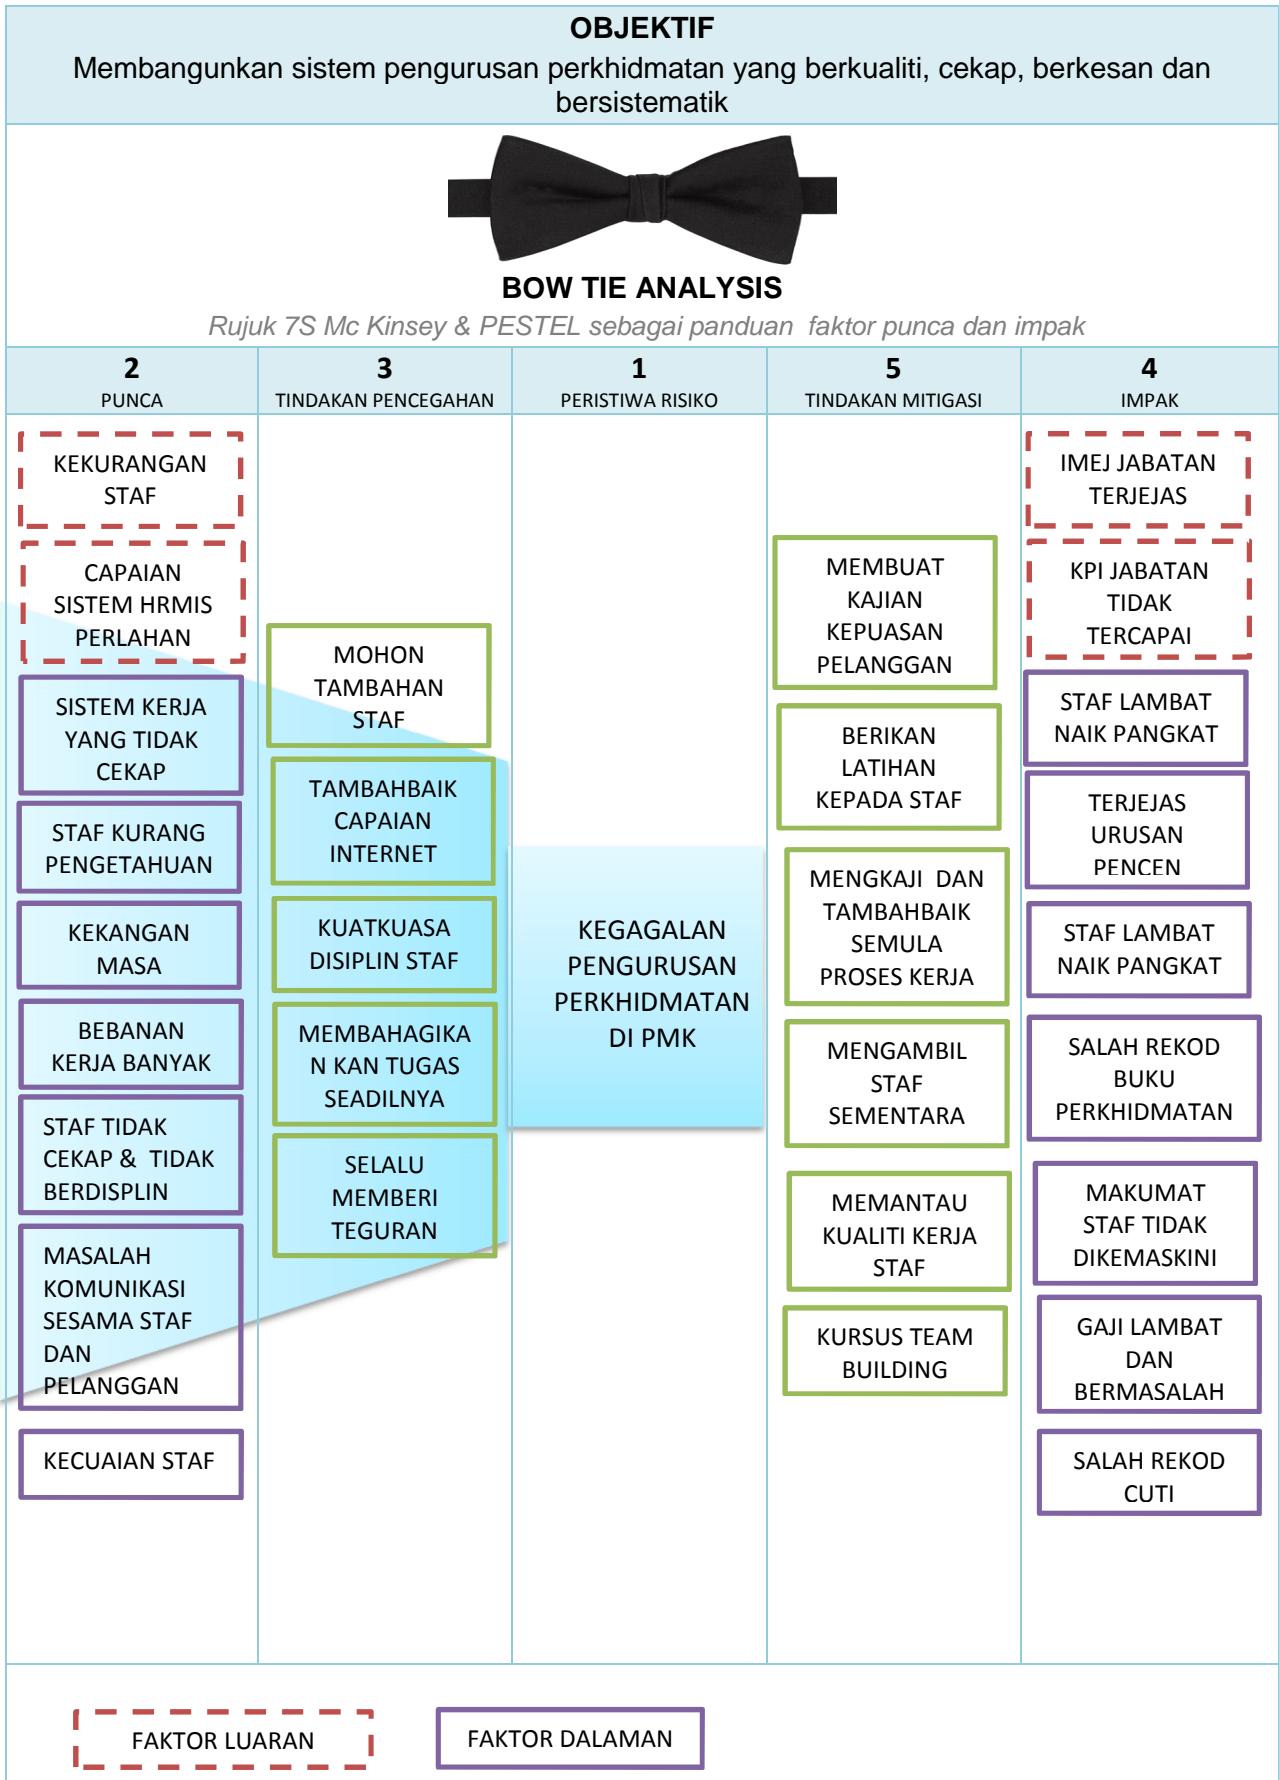 OBJEKTIF
Membangunkan sistem pengurusan perkhidmatan yang berkualiti, cekap, berkesan dan
bersistematik
BOW TIE ANALYSIS
Rujuk 7S Mc Kinsey & PESTEL sebagai panduan faktor punca dan impak
2
PUNCA
3
TINDAKAN PENCEGAHAN
1
PERISTIWA RISIKO
5
TINDAKAN MITIGASI
4
IMPAK
KEKURANGAN
STAF
CAPAIAN
SISTEM HRMIS
PERLAHAN
SISTEM KERJA
YANG TIDAK
CEKAP
STAF KURANG
PENGETAHUAN
KEKANGAN
MASA
BEBANAN
KERJA BANYAK
STAF TIDAK
CEKAP & TIDAK
BERDISPLIN
MASALAH
KOMUNIKASI
SESAMA STAF
DAN
PELANGGAN
KECUAIAN STAF
MOHON
TAMBAHAN
STAF
TAMBAHBAIK
CAPAIAN
INTERNET
KUATKUASA
DISIPLIN STAF
MEMBAHAGIKA
N KAN TUGAS
SEADILNYA
SELALU
MEMBERI
TEGURAN
KEGAGALAN
PENGURUSAN
PERKHIDMATAN
DI PMK
MEMBUAT
KAJIAN
KEPUASAN
PELANGGAN
BERIKAN
LATIHAN
KEPADA STAF
MENGKAJI DAN
TAMBAHBAIK
SEMULA
PROSES KERJA
MENGAMBIL
STAF
SEMENTARA
MEMANTAU
KUALITI KERJA
STAF
KURSUS TEAM
BUILDING
IMEJ JABATAN
TERJEJAS
KPI JABATAN
TIDAK
TERCAPAI
STAF LAMBAT
NAIK PANGKAT
TERJEJAS
URUSAN
PENCEN
STAF LAMBAT
NAIK PANGKAT
SALAH REKOD
BUKU
PERKHIDMATAN
MAKUMAT
STAF TIDAK
DIKEMASKINI
GAJI LAMBAT
DAN
BERMASALAH
SALAH REKOD
CUTI
FAKTOR LUARAN
FAKTOR DALAMAN